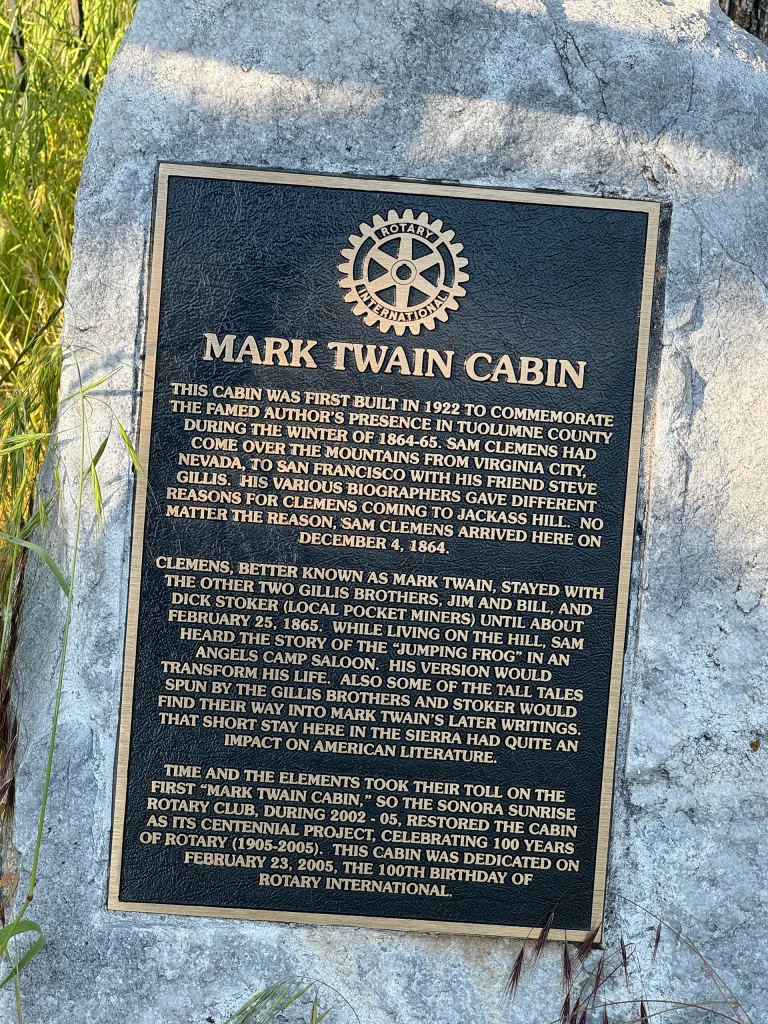 ROTARY
INTERNATIONAL
MARK TWAIN CABIN
THIS CABIN WAS FIRST BUILT IN 1922 TO COMMEMORATE
THE FAMED AUTHOR'S PRESENCE IN TUOLUMNE COUNTY
DURING THE WINTER OF 1864-65. SAM CLEMENS HAD
COME OVER THE MOUNTAINS FROM VIRGINIA CITY,
NEVADA, TO SAN FRANCISCO WITH HIS FRIEND STEVE
GILLIS. HIS VARIOUS BIOGRAPHERS GAVE DIFFERENT
REASONS FOR CLEMENS COMING TO JACKASS HILL. NO
MATTER THE REASON, SAM CLEMENS ARRIVED HERE ON
DECEMBER 4, 1864.
CLEMENS, BETTER KNOWN AS MARK TWAIN, STAYED WITH
THE OTHER TWO GILLIS BROTHERS, JIM AND BILL, AND
DICK STOKER (LOCAL POCKET MINERS) UNTIL ABOUT
FEBRUARY 25, 1865. WHILE LIVING ON THE HILL, SAM
HEARD THE STORY OF THE "JUMPING FROG" IN AN
ANGELS CAMP SALOON. HIS VERSION WOULD
TRANSFORM HIS LIFE. ALSO SOME OF THE TALL TALES
SPUN BY THE GILLIS BROTHERS AND STOKER WOULD
FIND THEIR WAY INTO MARK TWAIN'S LATER WRITINGS.
THAT SHORT STAY HERE IN THE SIERRA HAD QUITE AN
IMPACT ON AMERICAN LITERATURE.
TIME AND THE ELEMENTS TOOK THEIR TOLL ON THE
FIRST "MARK TWAIN CABIN," SO THE SONORA SUNRISE
ROTARY CLUB, DURING 2002 - 05, RESTORED THE CABIN
AS ITS CENTENNIAL PROJECT, CELEBRATING 100 YEARS
OF ROTARY (1905-2005). THIS CABIN WAS DEDICATED ON
FEBRUARY 23, 2005, THE 100TH BIRTHDAY OF
ROTARY INTERNATIONAL.